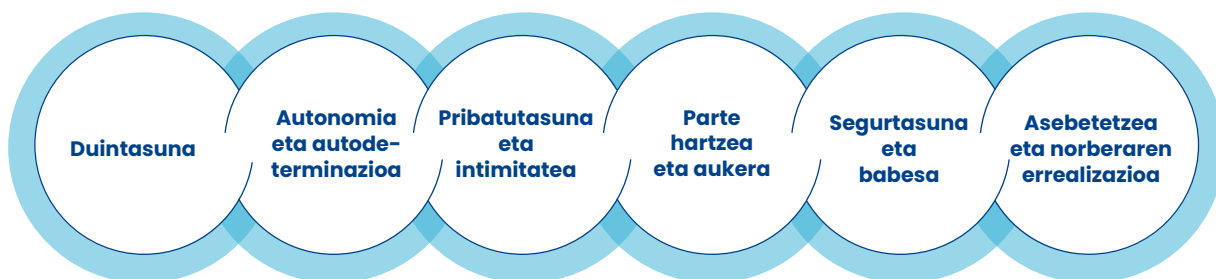 Duintasuna
Autonomia
eta autode-
terminazioa
Pribatutasuna
eta
intimitatea
Parte
hartzea
eta aukera
Segurtasuna
eta
babesa
Asebetetzea
eta norberaren
errealizazioa